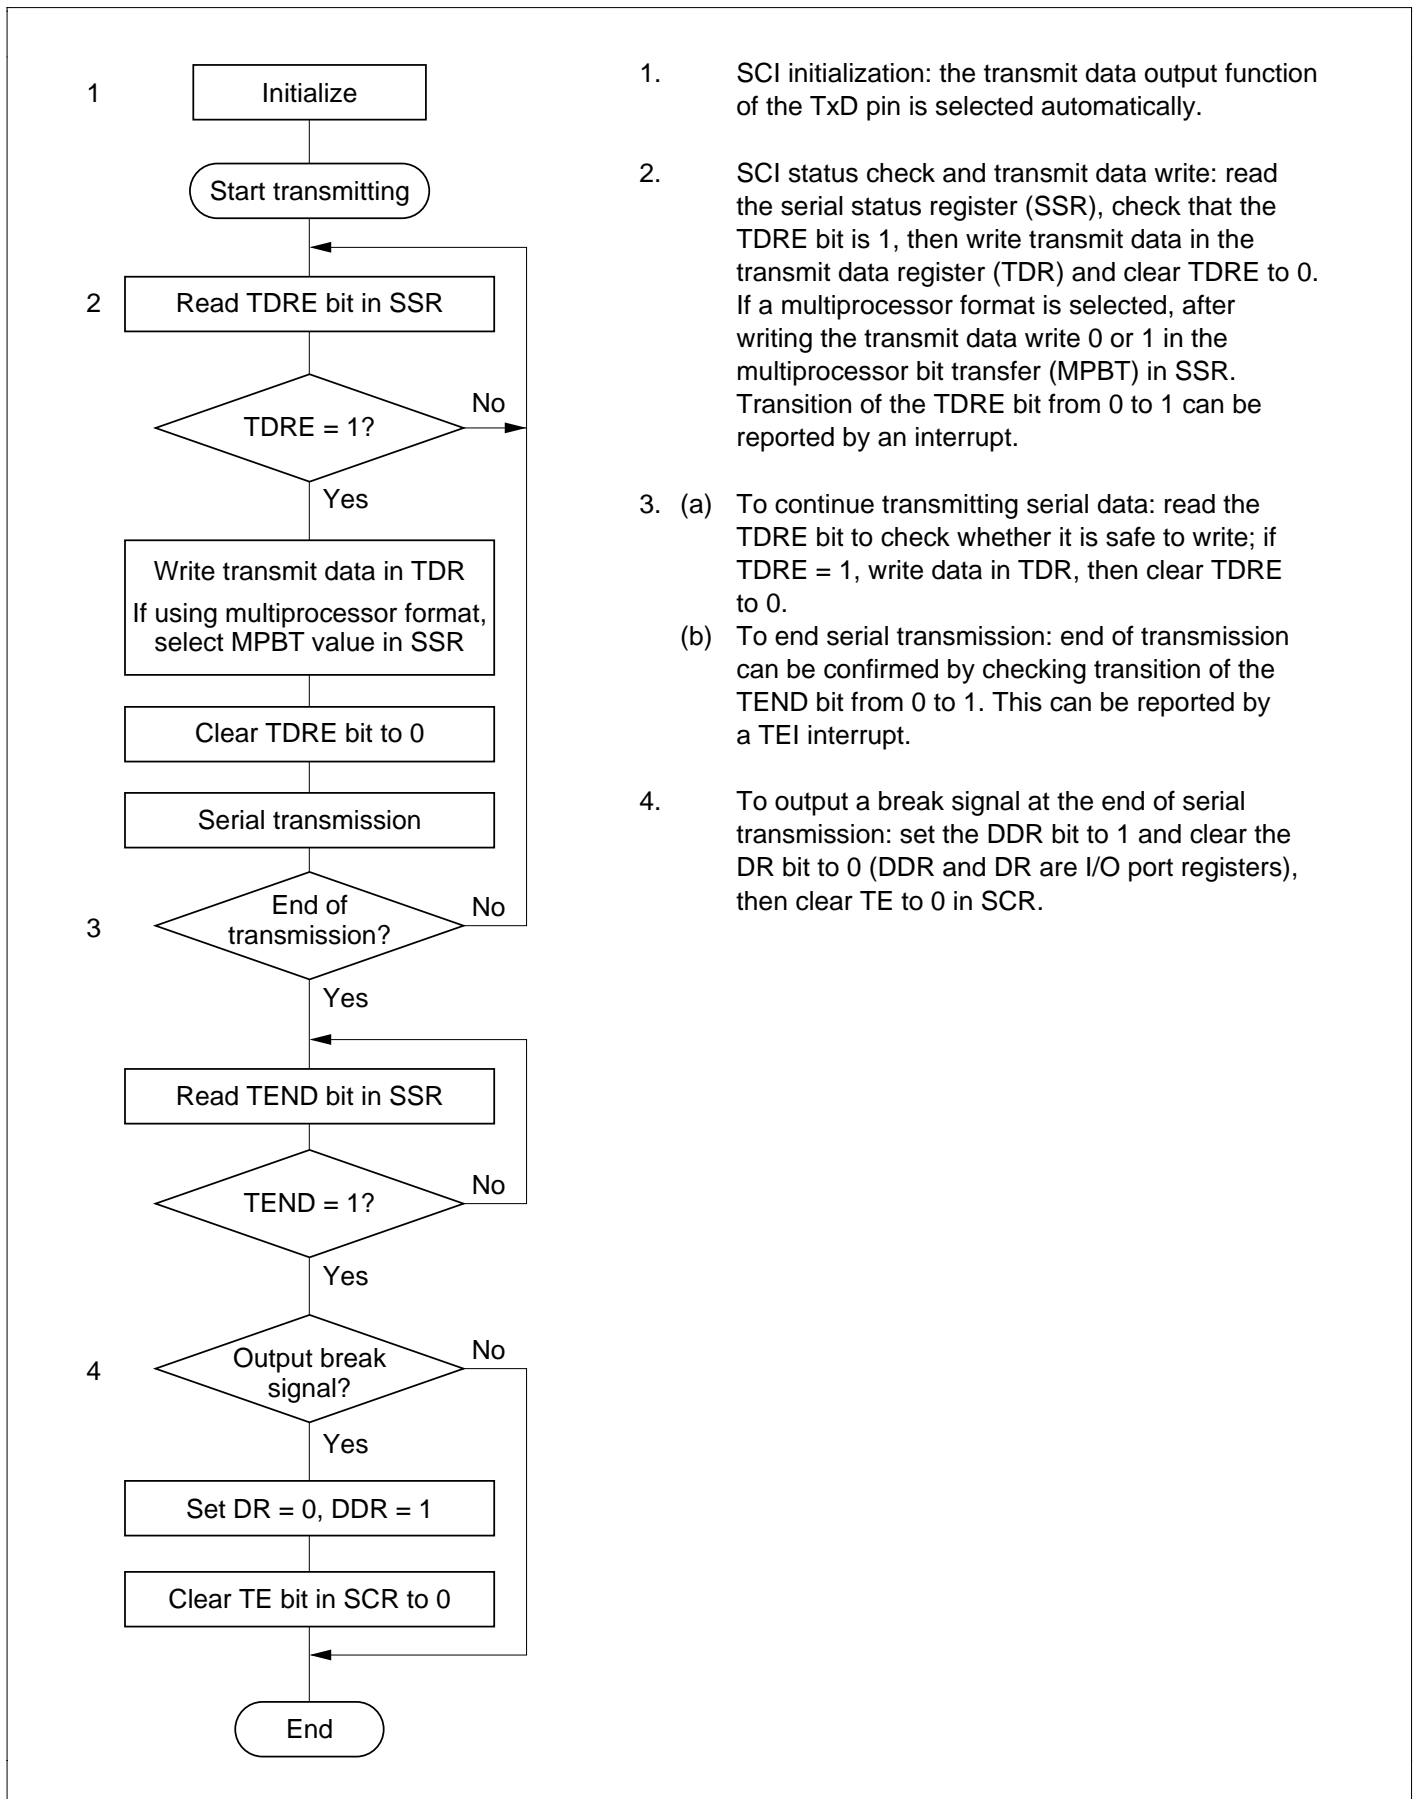 1
Initialize
Start transmitting
2
Read TDRE bit in SSR
TDRE = 1?
No
Yes
Write transmit data in TDR
If using multiprocessor format,
select MPBT value in SSR
Clear TDRE bit to 0
Serial transmission
3
End of
transmission?
No
Yes
Read TEND bit in SSR
TEND = 1?
No
Yes
4
Output break
signal?
No
Yes
Set DR = 0, DDR = 1
Clear TE bit in SCR to 0
End
1. SCI initialization: the transmit data output function
of the TxD pin is selected automatically.
2. SCI status check and transmit data write: read
the serial status register (SSR), check that the
TDRE bit is 1, then write transmit data in the
transmit data register (TDR) and clear TDRE to 0.
If a multiprocessor format is selected, after
writing the transmit data write 0 or 1 in the
multiprocessor bit transfer (MPBT) in SSR.
Transition of the TDRE bit from 0 to 1 can be
reported by an interrupt.
3. (a) To continue transmitting serial data: read the
TDRE bit to check whether it is safe to write; if
TDRE = 1, write data in TDR, then clear TDRE
to 0.
(b) To end serial transmission: end of transmission
can be confirmed by checking transition of the
TEND bit from 0 to 1. This can be reported by
a TEI interrupt.
4. To output a break signal at the end of serial
transmission: set the DDR bit to 1 and clear the
DR bit to 0 (DDR and DR are I/O port registers),
then clear TE to 0 in SCR.